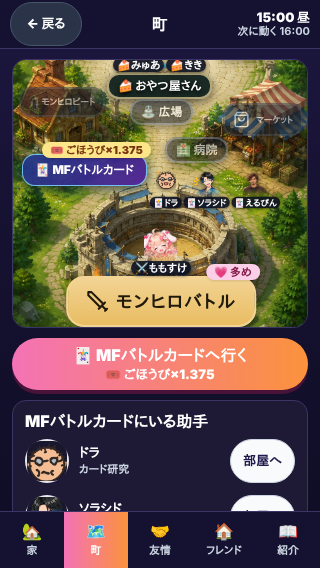 ← 戻る
町
15:00 昼
次に動く 16:00
🍰みゅあ 🍰きき
🍰 おやつ屋さん
モンヒロビート
⛲ 広場
マーケット
🎟️ ごほうび×1.375
🏥 病院
🃏 MFバトルカード
🃏ドラ 🃏ソラシド 🃏えるぴん
⚔️ももすけ
💗 多め
モンヒロバトル
🃏 MFバトルカードへ行く
🎟️ ごほうび×1.375
MFバトルカードにいる助手
ドラ
カード研究
部屋へ
ソラシド
家
町
友情
フレンド
紹介